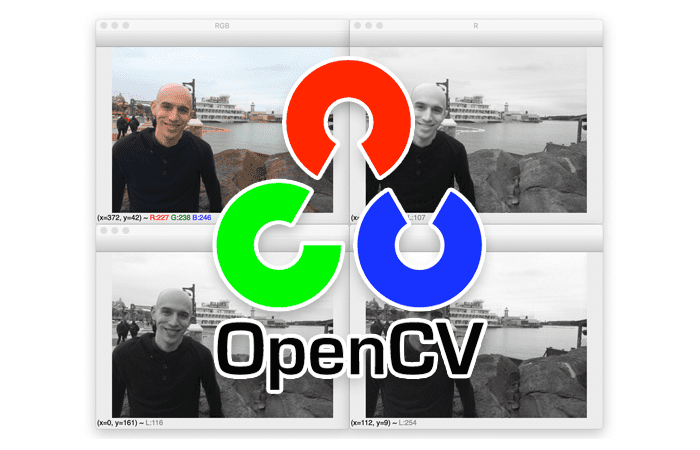 RGB
R
(x=372, y=42) ~ R:227 G:238 B:246
L:107
(x=0, y=161) ~ L:116
(x=112, y=9) ~ L:254
OpenCV